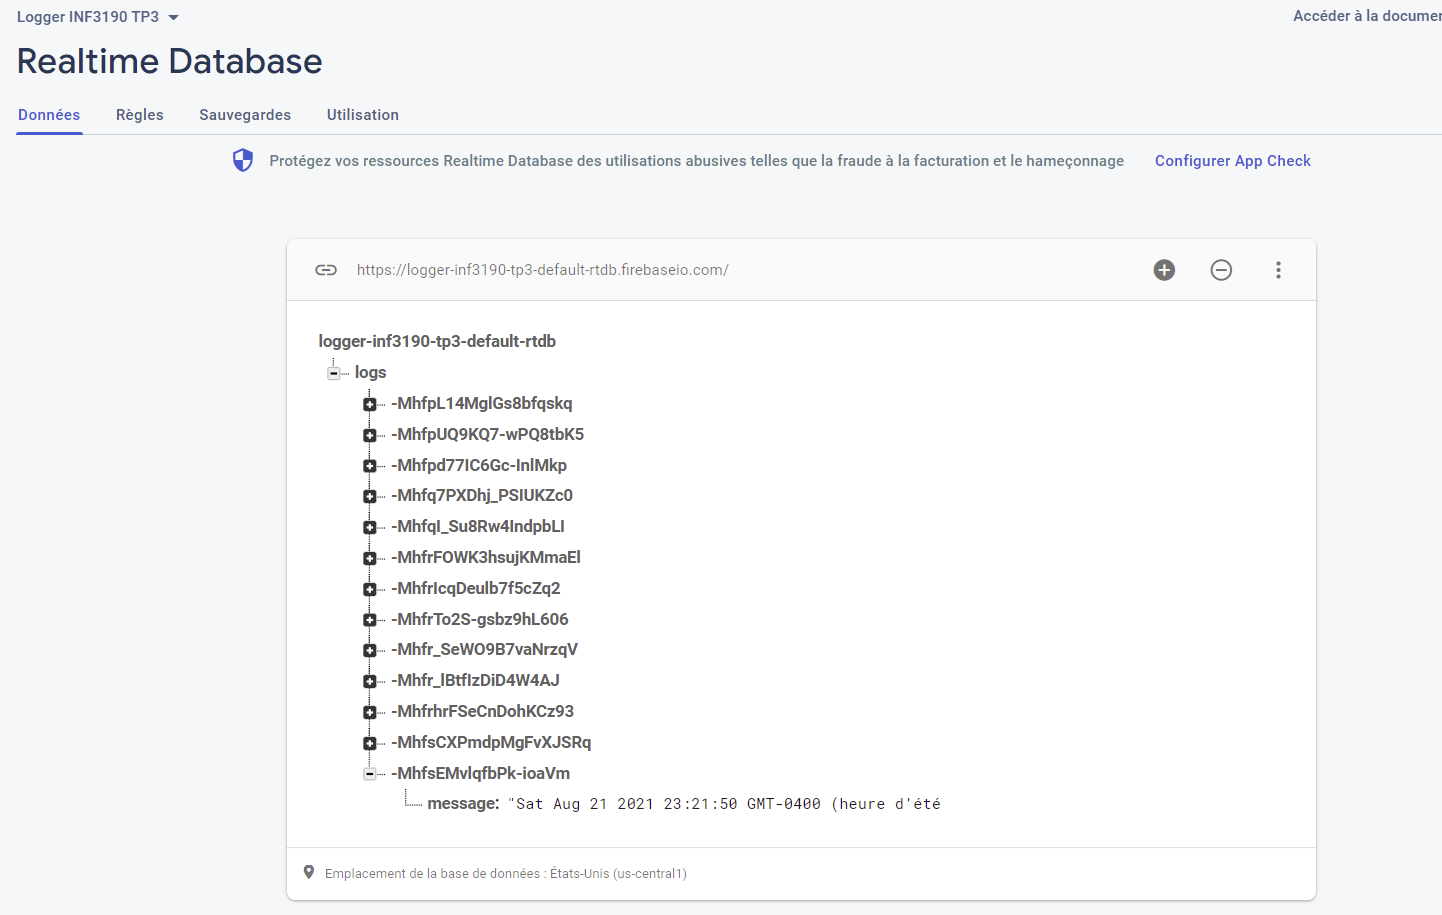 Logger INF3190 TP3
Accéder à la documen
Realtime Database
Données Règles Sauvegardes Utilisation
Protégez vos ressources Realtime Database des utilisations abusives telles que la fraude à la facturation et le hameçonnage Configurer App Check
https://logger-inf3190-tp3-default-rtdb.firebaseio.com/
logger-inf3190-tp3-default-rtdb
logs
-MhfpL14MglGs8bfqskq
-MhfpUQ9KQ7-wPQ8tbK5
-Mhfpd77IC6Gc-InlMkp
-Mhfq7PXDhj_PSIUKZc0
-MhfqI_Su8Rw4IndpbLI
-MhfrFOWK3hsujKMmaEl
-MhfrIcqDeulb7f5cZq2
-MhfrTo2S-gsbz9hL606
-Mhfr_SeWO9B7vaNrzqV
-Mhfr_lBtfIzDiD4W4AJ
-MhfrhrFSeCnDohKCz93
-MhfsCXPmdpMgFvXJSRq
-MhfsEMvlqfbPk-ioaVm
message: "Sat Aug 21 2021 23:21:50 GMT-0400 (heure d’été
Emplacement de la base de données : États-Unis (us-central1)